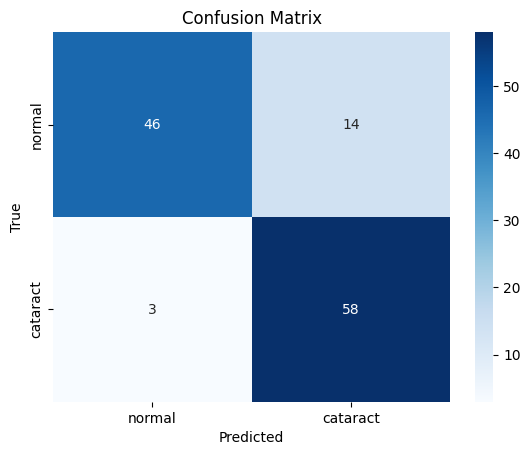 Confusion Matrix
normal
46
14
50
40
30
20
10
True
cataract
3
58
normal
cataract
Predicted